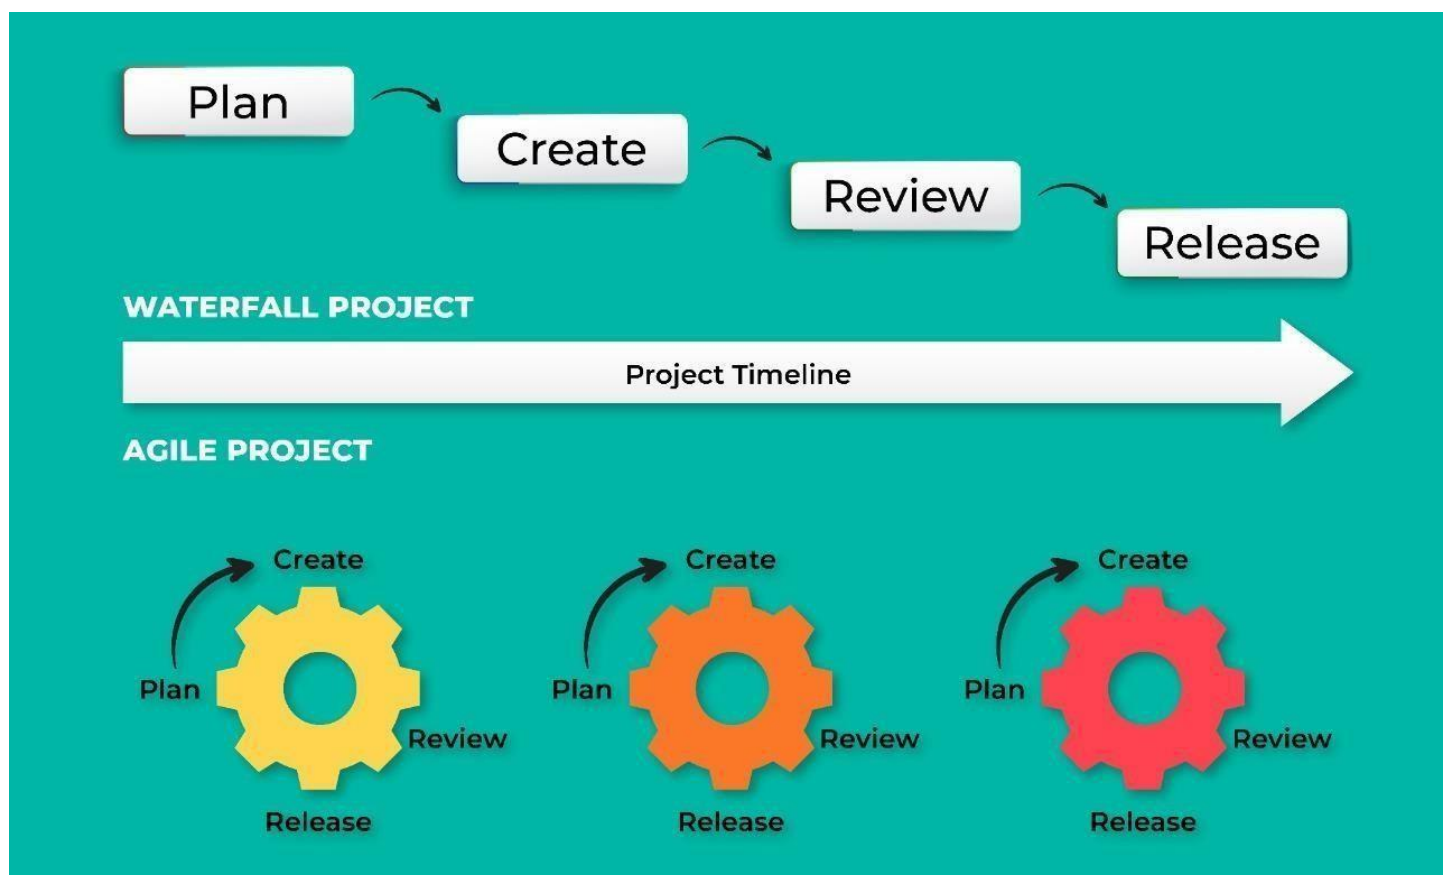 Plan
Create
Review
Release
WATERFALL PROJECT
Project Timeline
AGILE PROJECT
Create
Plan
Review
Release
Create
Plan
Review
Release
Create
Plan
Review
Release